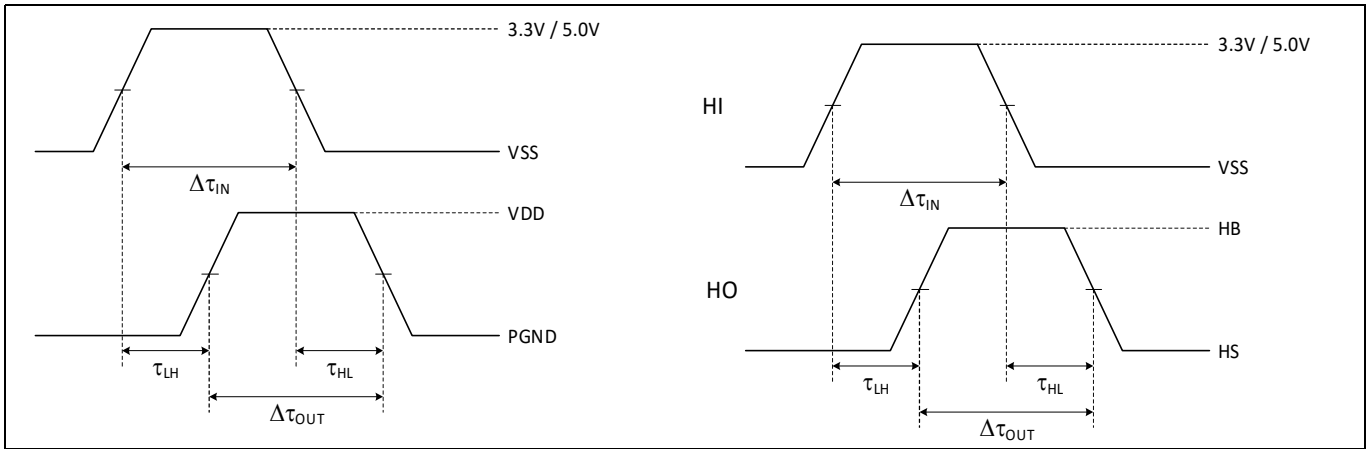 3.3V / 5.0V
VSS
ΔτIN
VDD
PGND
τLH
τHL
ΔτOUT
3.3V / 5.0V
HI
VSS
ΔτIN
HB
HO
HS
τLH
τHL
ΔτOUT